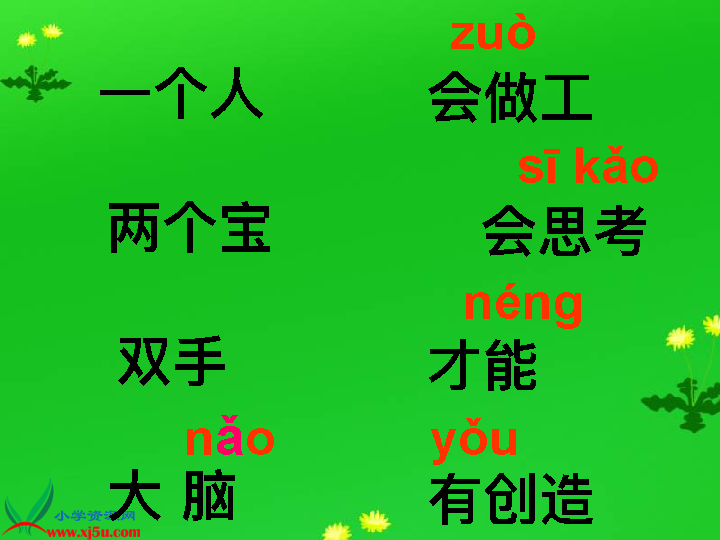 zuò
一个人 会做工
sī kǎo
两个宝 会思考
néng
双手 才能
nǎo yǒu
大 脑 有创造
小学资源网
www.xj5u.com